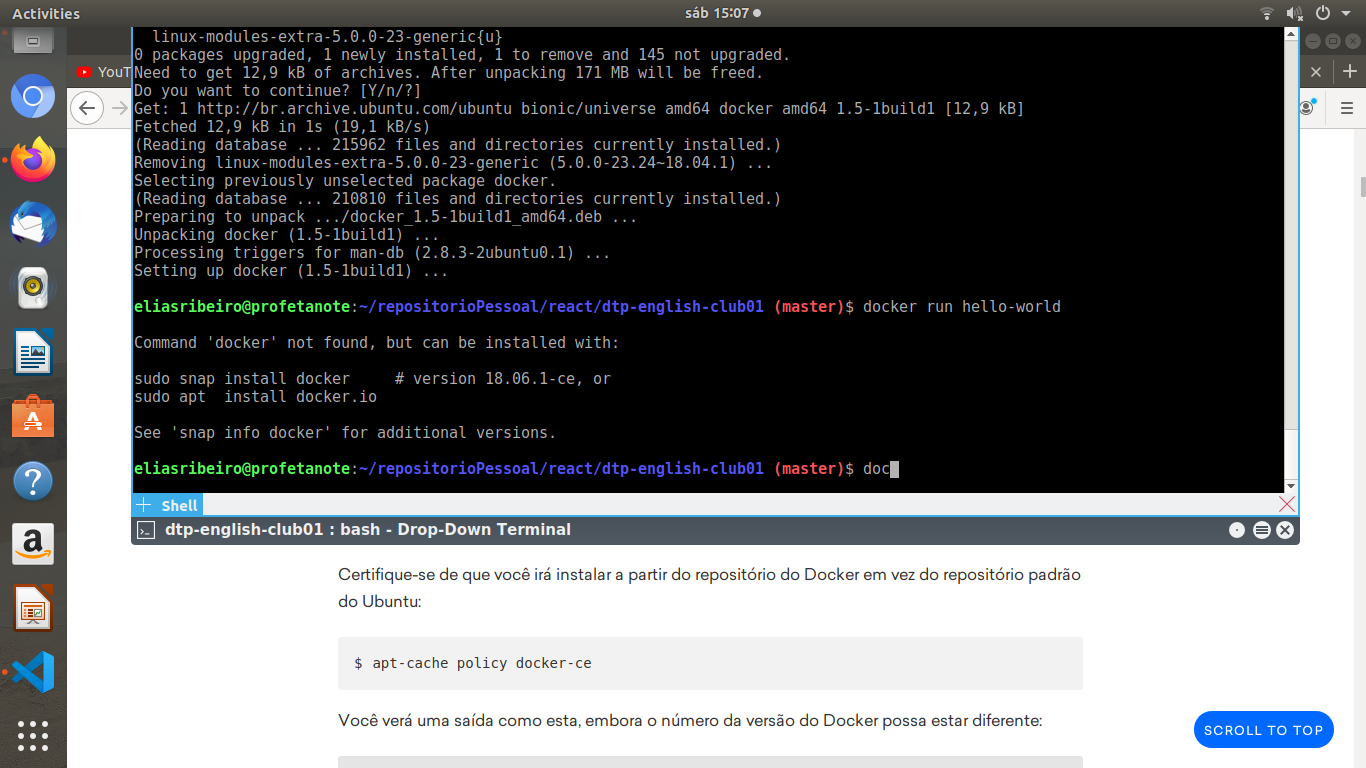 Activities
sáb 15:07
linux-modules-extra-5.0.0-23-generic{u}
0 packages upgraded, 1 newly installed, 1 to remove and 145 not upgraded.
Need to get 12,9 kB of archives. After unpacking 171 MB will be freed.
Do you want to continue? [Y/n/?]
Get: 1 http://br.archive.ubuntu.com/ubuntu bionic/universe amd64 docker amd64 1.5-1build1 [12,9 kB]
Fetched 12,9 kB in 1s (19,1 kB/s)
(Reading database ... 215962 files and directories currently installed.)
Removing linux-modules-extra-5.0.0-23-generic (5.0.0-23.24~18.04.1) ...
Selecting previously unselected package docker.
(Reading database ... 210810 files and directories currently installed.)
Preparing to unpack .../docker_1.5-1build1_amd64.deb ...
Unpacking docker (1.5-1build1) ...
Processing triggers for man-db (2.8.3-2ubuntu0.1) ...
Setting up docker (1.5-1build1) ...
eliasribeiro@profetanote:~/repositorioPessoal/react/dtp-english-club01 (master)$ docker run hello-world
Command 'docker' not found, but can be installed with:
sudo snap install docker     # version 18.06.1-ce, or
sudo apt  install docker.io
See 'snap info docker' for additional versions.
eliasribeiro@profetanote:~/repositorioPessoal/react/dtp-english-club01 (master)$ doc
Shell
dtp-english-club01 : bash - Drop-Down Terminal
YouT
Certifique-se de que você irá instalar a partir do repositório do Docker em vez do repositório padrão
do Ubuntu:
$ apt-cache policy docker-ce
Você verá uma saída como esta, embora o número da versão do Docker possa estar diferente:
SCROLL TO TOP